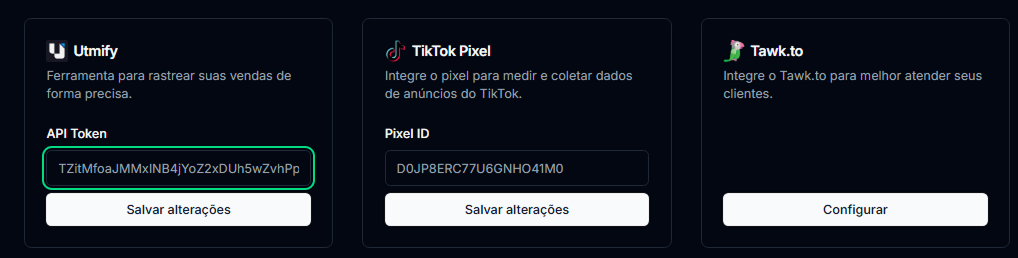 Utmify
Ferramenta para rastrear suas vendas de
forma precisa.
API Token
TZitMfoaJMMxINB4jYoZ2xDUh5wZvhPp
Salvar alterações
TikTok Pixel
Integre o pixel para medir e coletar dados
de anúncios do TikTok.
Pixel ID
D0JP8ERC77U6GNHO41M0
Salvar alterações
Tawk.to
Integre o Tawk.to para melhor atender seus
clientes.
Configurar